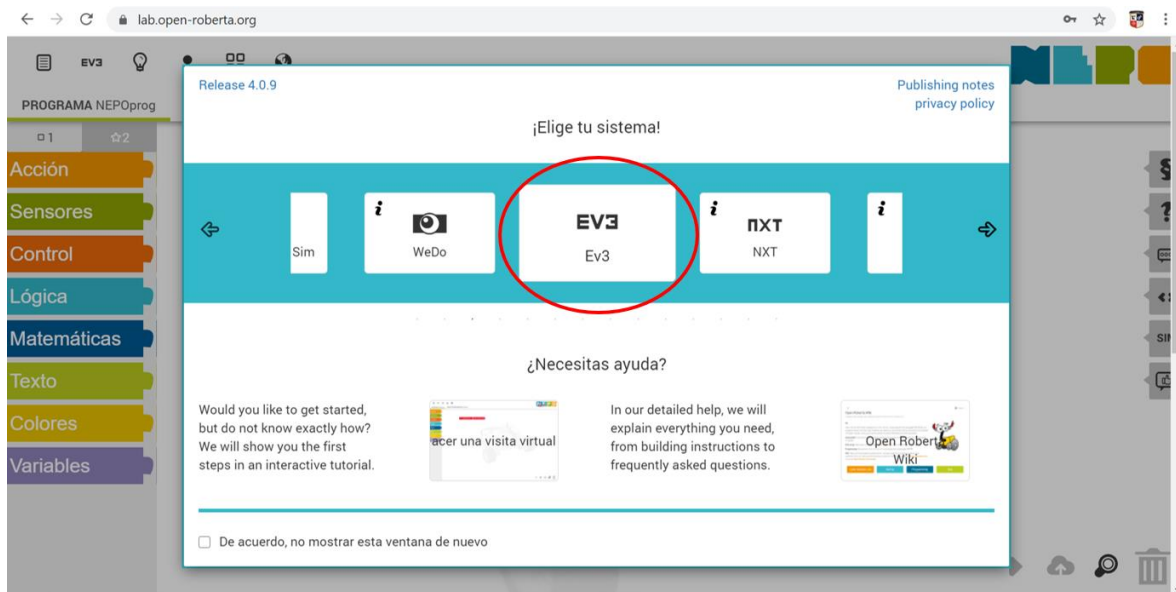 lab.open-roberta.org
EV3
PROGRAMA NEPOprog
1
2
Acción
Sensores
Control
Lógica
Matemáticas
Texto
Colores
Variables
Release 4.0.9
Publishing notes
privacy policy
¡Elige tu sistema!
Sim
i
WeDo
EV3
Ev3
i
NXT
NXT
i
¿Necesitas ayuda?
Would you like to get started,
but do not know exactly how?
We will show you the first
steps in an interactive tutorial.
acer una visita virtual
In our detailed help, we will
explain everything you need,
from building instructions to
frequently asked questions.
Open Robert
Wiki
De acuerdo, no mostrar esta ventana de nuevo
§
?
SIM